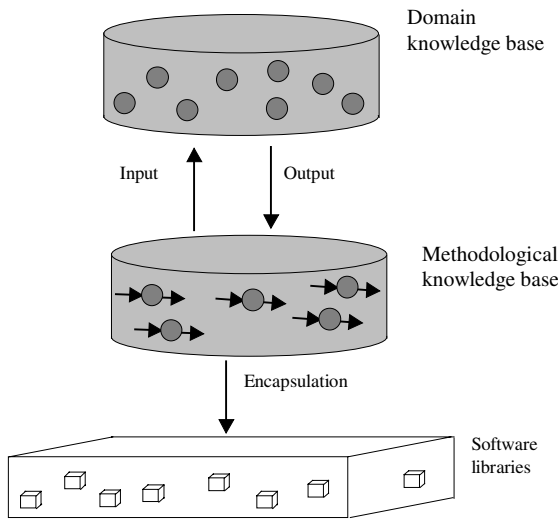 Domain
knowledge base
Input
Output
Methodological
knowledge base
Encapsulation
Software
libraries